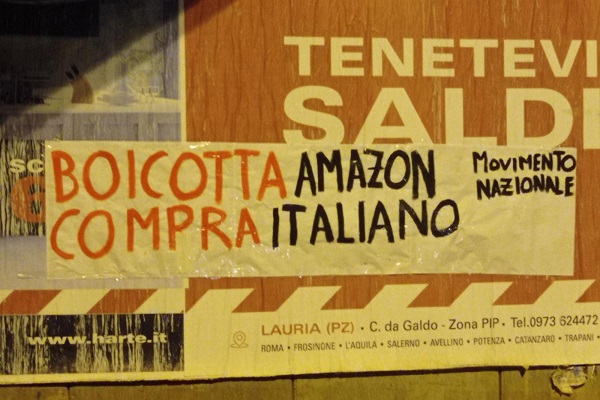 TENETEVI
SALDI
BOICOTTA AMAZON
COMPRA ITALIANO
MOVIMENTO
NAZIONALE
www.harte.it
LAURIA (PZ) • C. da Galdo - Zona PIP • Tel.0973 624472
ROMA • FROSINONE • L'AQUILA • SALERNO • AVELLINO • POTENZA • CATANZARO • TRAPANI •